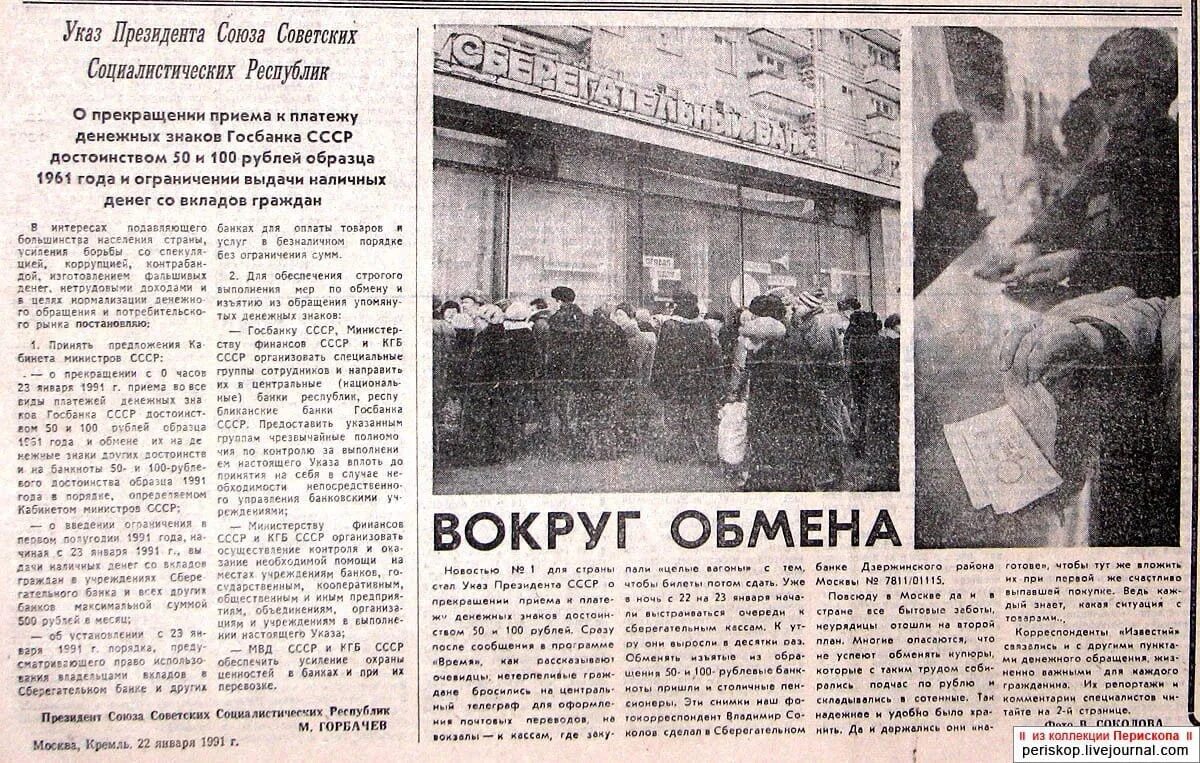 Указ Президента Союза Советских
Социалистических Республик
О прекращении приема к платежу
денежных знаков Госбанка СССР
достоинством 50 и 100 рублей образца
1961 года и ограничении выдачи наличных
денег со вкладов граждан
В интересах подавляющего
большинства населения страны,
усиления борьбы со спекуля-
цией, коррупцией, контрабан-
дой, изготовлением фальшивых
денег, нетрудовыми доходами и
в целях нормализации денежно-
го обращения и потребительско-
го рынка постановляю:
1. Принять предложения Ка-
бинета министров СССР:
— о прекращении с 0 часов
23 января 1991 г. приема во все
виды платежей денежных зна-
ков Госбанка СССР достоинст-
вом 50 и 100 рублей образца
1961 года и обмене их на де
нежные знаки других достоинств
и на банкноты 50- и 100-рубле-
вого достоинства образца 1991
года в порядке, определяемом
Кабинетом министров СССР;
— о введении ограничения в
первом полугодии 1991 года, на-
чиная с 23 января 1991 г., вы
дачи наличных денег со вкладов
граждан в учреждениях Сбере-
гательного банка и всех других
банков максимальной суммой
500 рублей в месяц;
— об установлении с 23 ян-
варя 1991 г. порядка, преду-
сматривающего право использо-
вания владельцами вкладов в
Сберегательном банке и других
банках для оплаты товаров и
услуг в безналичном порядке
без ограничения сумм.
2. Для обеспечения строгого
выполнения мер по обмену и
изъятию из обращения упомяну-
тых денежных знаков:
— Госбанку СССР, Министер-
ству финансов СССР и КГБ
СССР организовать специальные
группы сотрудников и направить
их в центральные (националь-
ные) банки республик, респу
бликанские банки Госбанка
СССР. Предоставить указанным
группам чрезвычайные полномо
чия по контролю за выполнени
ем настоящего Указа вплоть до
принятия на себя в случае не-
обходимости непосредственно-
го управления банковскими уч-
реждениями;
— Министерству финансов
СССР и КГБ СССР организовать
осуществление контроля и ока-
зание необходимой помощи на
местах учреждениям банков, го-
сударственным, кооперативным,
общественным и иным предприя-
тиям, объединениям, организа-
циям и учреждениям в выполне-
нии настоящего Указа;
— МВД СССР и КГБ СССР
обеспечить усиление охраны
ценностей в банках и при их
перевозке.
Президент Союза Советских Социалистических Республик
М. ГОРБАЧЕВ
Москва, Кремль. 22 января 1991 г.
СБЕРЕГАТЕЛЬНЫЙ БАНК
ВОКРУГ ОБМЕНА
Новостью № 1 для страны
стал Указ Президента СССР о
прекращении приема к плате-
жу денежных знаков достоин-
ством 50 и 100 рублей. Сразу
после сообщения в программе
«Время», как рассказывают
очевидцы, нетерпеливые граж-
дане бросились на централь-
ный телеграф для оформле-
ния почтовых переводов, на
вокзалы — к кассам, где заку-
пали «целые вагоны» с тем,
чтобы билеты потом сдать. Уже
в ночь с 22 на 23 января нача-
ли выстраиваться очереди к
сберегательным кассам. К ут-
ру они выросли в десятки раз.
Обменять изъятые из обра-
щения 50- и 100-рублевые банк-
ноты пришли и столичные пен-
сионеры. Эти снимки наш фо-
токорреспондент Владимир Со-
колов сделал в Сберегательном
банке Дзержинского района
Москвы № 7811/01115.
Повсюду в Москве да и в
стране все бытовые заботы,
неурядицы отошли на второй
план. Многие опасаются, что
не успеют обменять купюры,
которые с таким трудом соби-
рались подчас по рублю и
складывались в сотенные. Так
надежнее и удобно было хра-
нить. Да и держались они «на-
готове», чтобы тут же вложить
их при первой же счастливо
выпавшей покупке. Ведь каж-
дый знает, какая ситуация с
товарами...
Корреспонденты «Известий»
связались и с другими пункта-
ми денежного обращения, жиз-
ненно важными для каждого
гражданина. Их репортажи и
комментарии специалистов чи-
тайте на 2-й странице.
Фото В. СОКОЛОВА.
из коллекции Перископа
periskop.livejournal.com